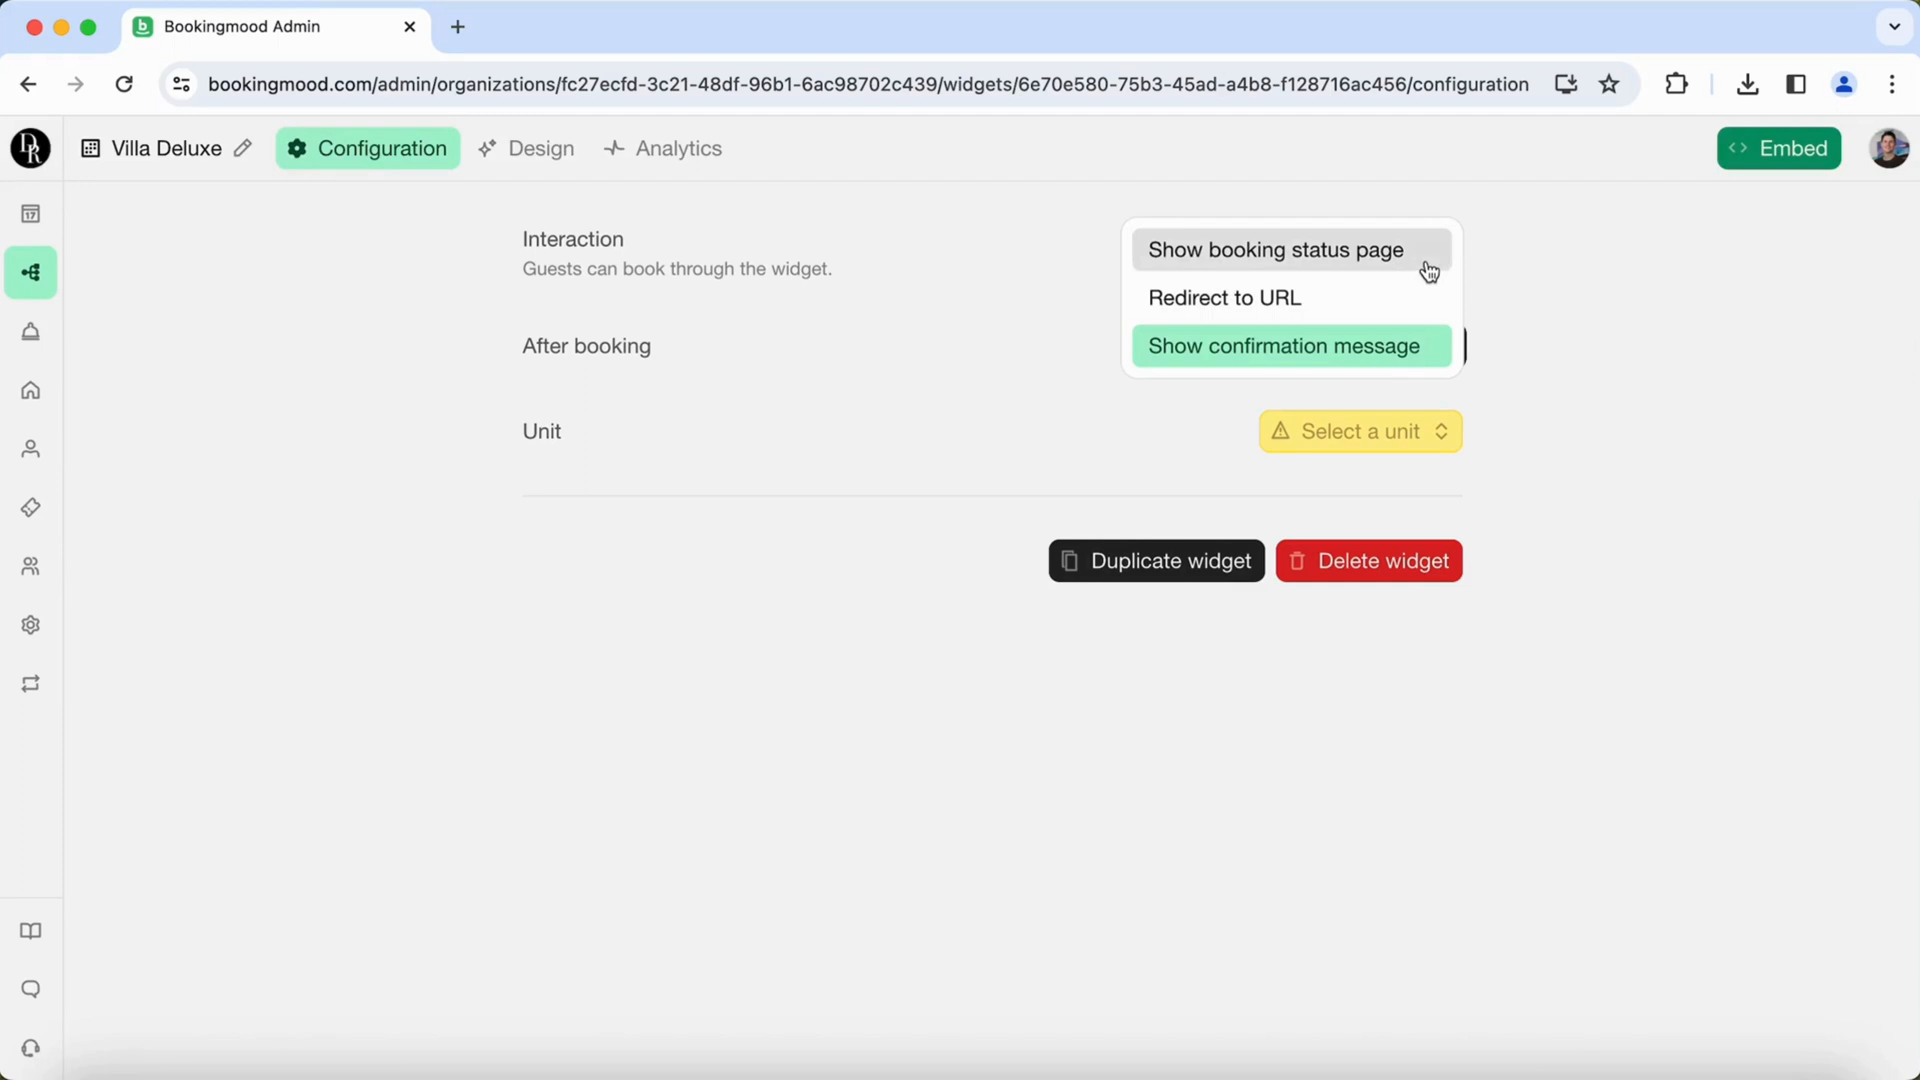 Bookingmood Admin
bookingmood.com/admin/organizations/fc27ecfd-3c21-48df-96b1-6ac98702c439/widgets/6e70e580-75b3-45ad-a4b8-f128716ac456/configuration
DR
Villa Deluxe
Configuration
Design
Analytics
Embed
17
Interaction
Guests can book through the widget.
Show booking status page
Redirect to URL
After booking
Show confirmation message
Unit
Select a unit
Duplicate widget
Delete widget